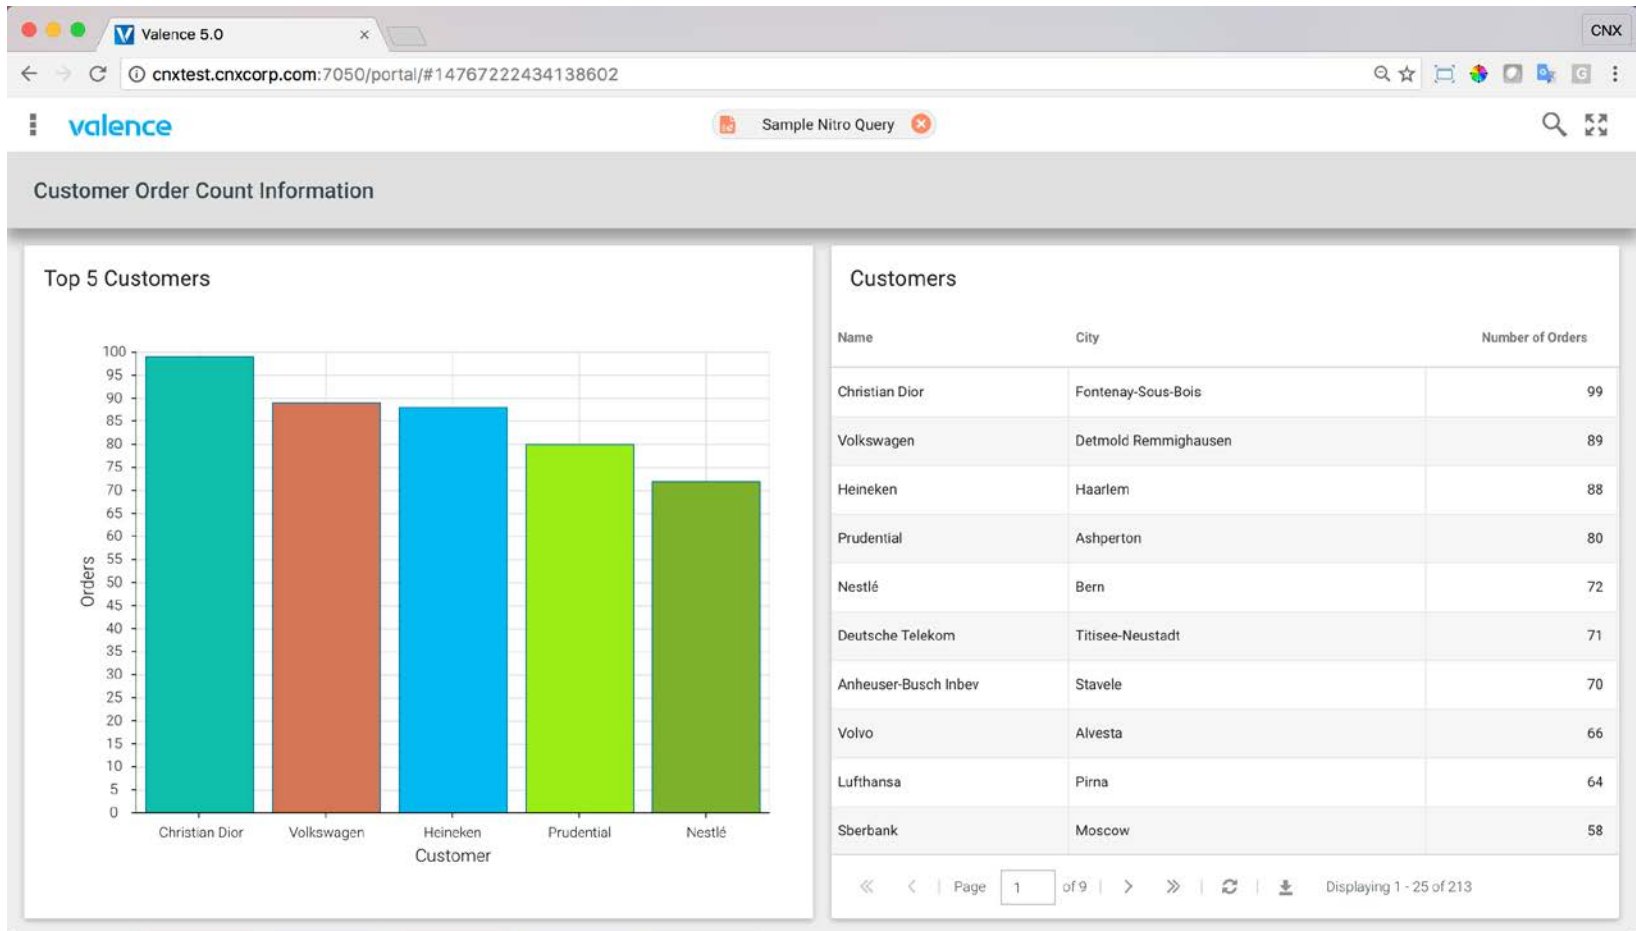 Valence 5.0
CNX
cnxtest.cnxcorp.com:7050/portal/#14767222434138602
valence
Sample Nitro Query
Customer Order Count Information
Top 5 Customers
100
95
90
85
80
75
70
65
60
55
50
45
40
35
30
25
20
15
10
5
0
Orders
Christian Dior Volkswagen Heineken Prudential Nestlé
Customer
Customers
Name City Number of Orders
Christian Dior Fontenay-Sous-Bois 99
Volkswagen Detmold Remmighausen 89
Heineken Haarlem 88
Prudential Ashperton 80
Nestlé Bern 72
Deutsche Telekom Titisee-Neustadt 71
Anheuser-Busch Inbev Stavele 70
Volvo Alvesta 66
Lufthansa Pirna 64
Sberbank Moscow 58
Page 1 of 9 Displaying 1 - 25 of 213